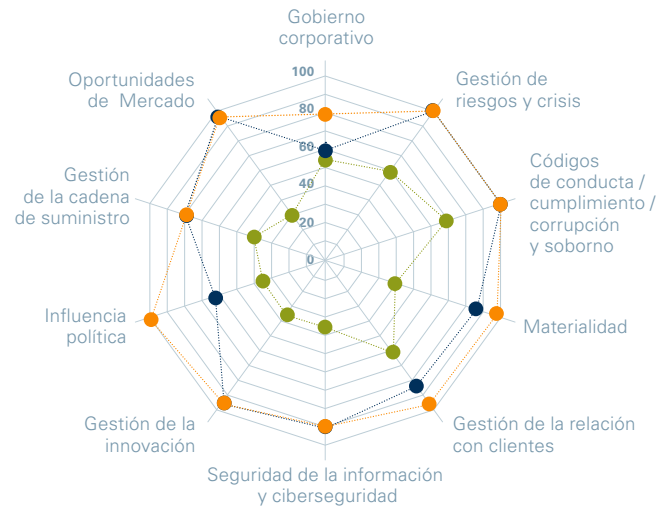 Gobierno
corporativo
Oportunidades
de Mercado
Gestión de
riesgos y crisis
100
80
60
40
20
0
Gestión
de la cadena
de suministro
Códigos
de conducta /
cumplimiento /
corrupción
y soborno
Influencia
política
Materialidad
Gestión de la
innovación
Gestión de la relación
con clientes
Seguridad de la información
y ciberseguridad